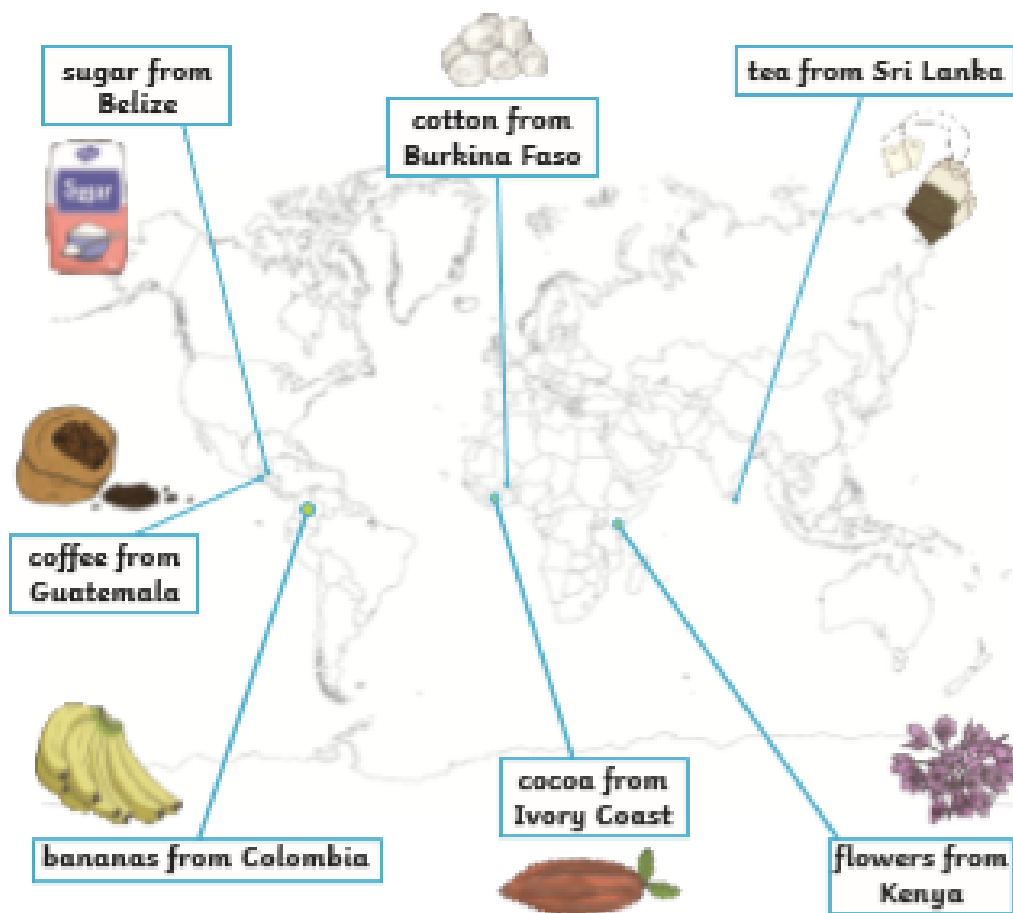 sugar from
Belize
cotton from
Burkina Faso
tea from Sri Lanka
Sugar
coffee from
Guatemala
cocoa from
Ivory Coast
bananas from Colombia
flowers from
Kenya